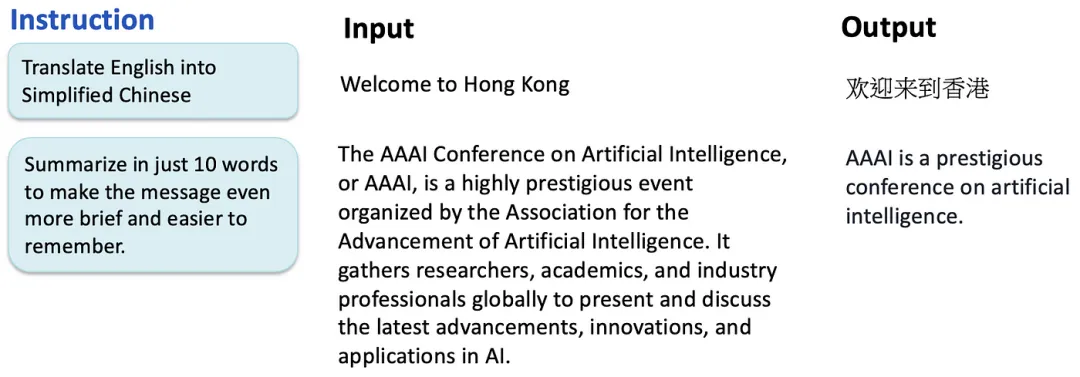 Instruction
Translate English into
Simplified Chinese
Summarize in just 10 words
to make the message even
more brief and easier to
remember.
Input
Welcome to Hong Kong
The AAAI Conference on Artificial Intelligence,
or AAAI, is a highly prestigious event
organized by the Association for the
Advancement of Artificial Intelligence. It
gathers researchers, academics, and industry
professionals globally to present and discuss
the latest advancements, innovations, and
applications in AI.
Output
欢迎来到香港
AAAI is a prestigious
conference on artificial
intelligence.